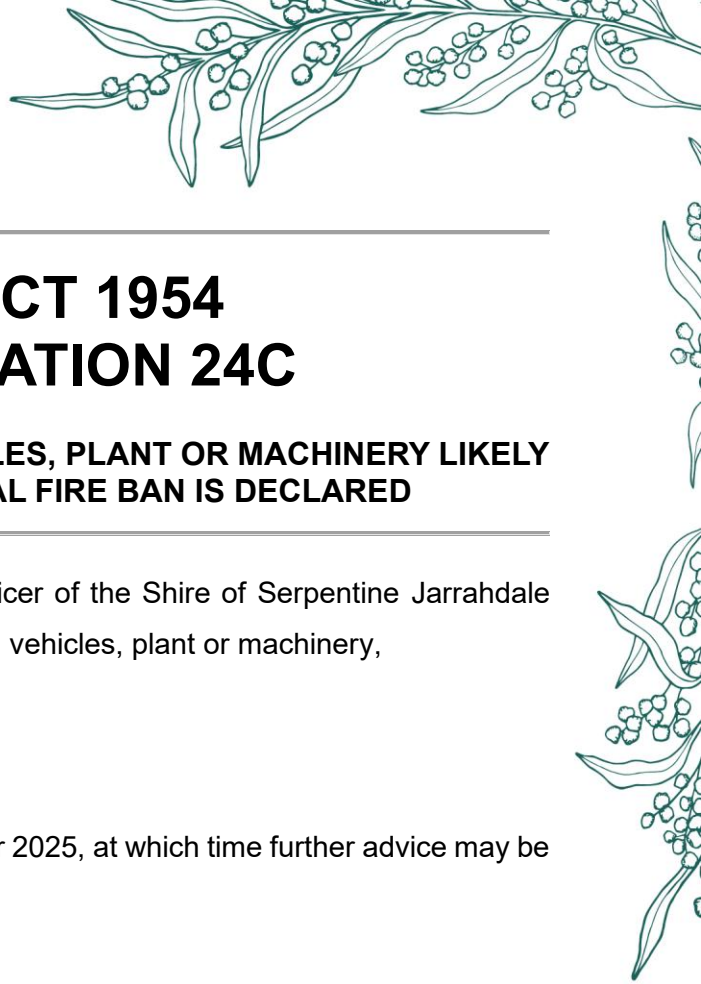 CT 1954
ATION 24C
LES, PLANT OR MACHINERY LIKELY
AL FIRE BAN IS DECLARED
icer of the Shire of Serpentine Jarrahdale
vehicles, plant or machinery,
r 2025, at which time further advice may be